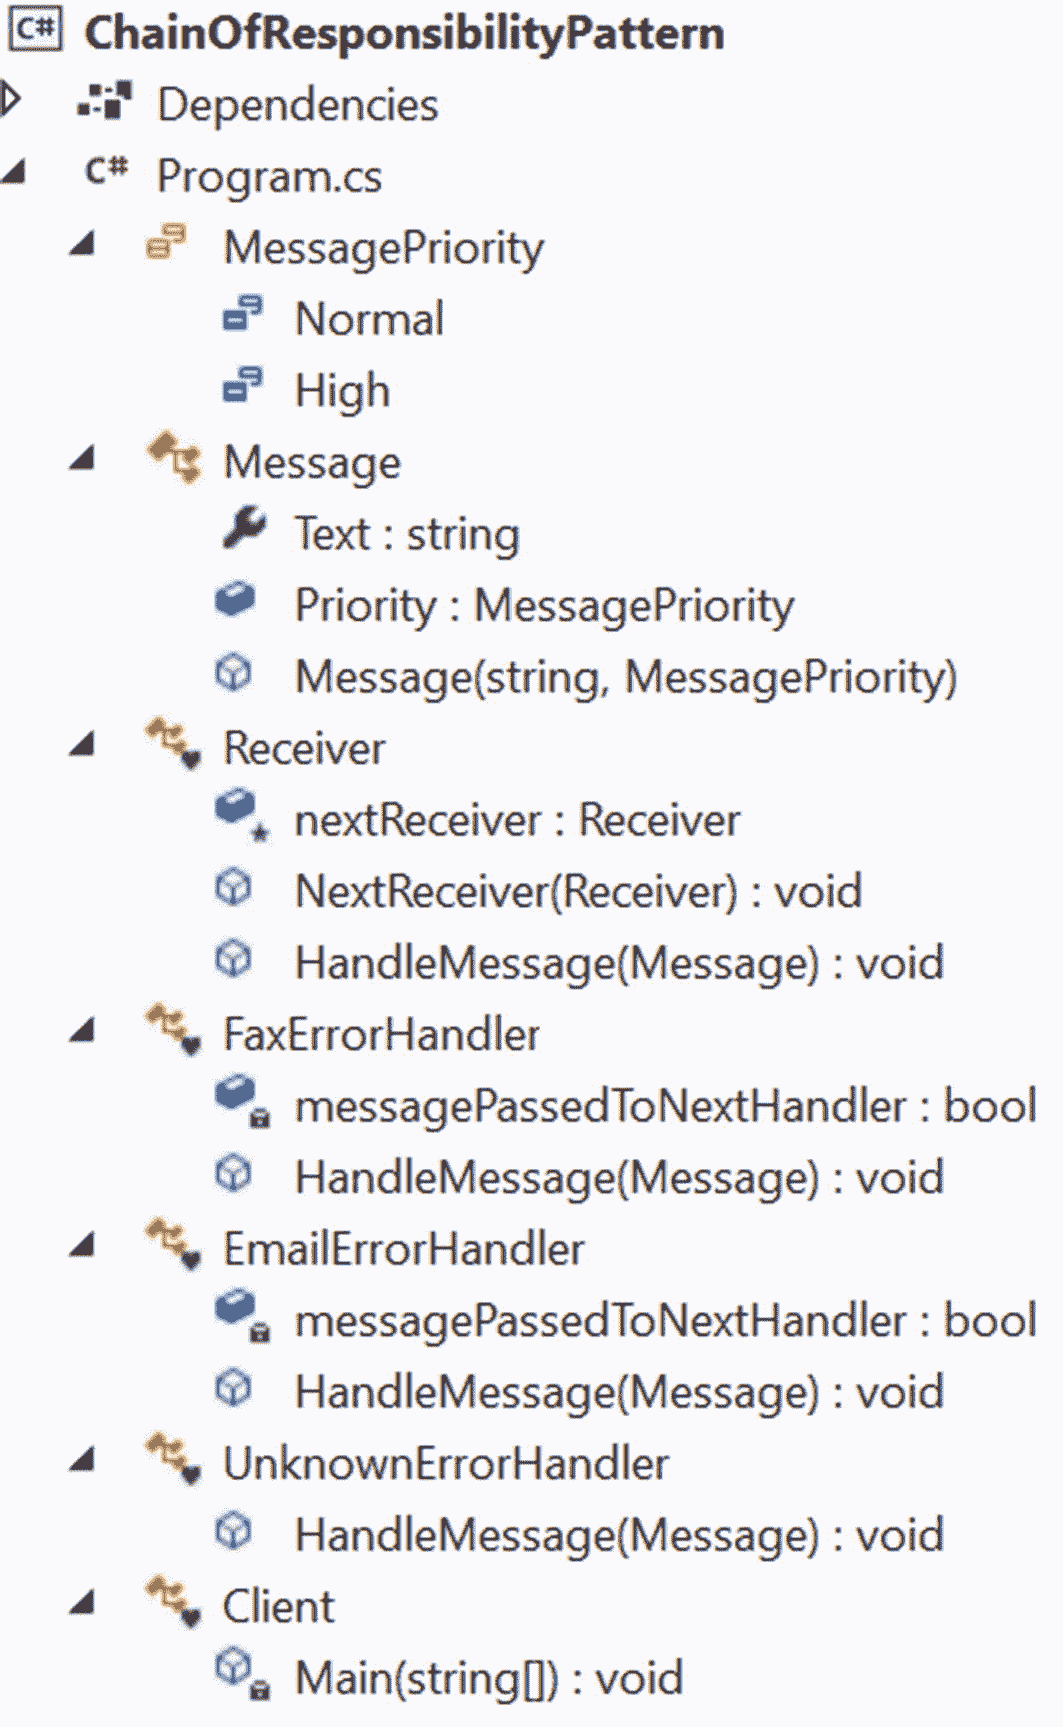 C# ChainOfResponsibilityPattern
Dependencies
C# Program.cs
MessagePriority
Normal
High
Message
Text : string
Priority : MessagePriority
Message(string, MessagePriority)
Receiver
nextReceiver : Receiver
NextReceiver(Receiver) : void
HandleMessage(Message) : void
FaxErrorHandler
messagePassedToNextHandler : bool
HandleMessage(Message) : void
EmailErrorHandler
messagePassedToNextHandler : bool
HandleMessage(Message) : void
UnknownErrorHandler
HandleMessage(Message) : void
Client
Main(string[]) : void